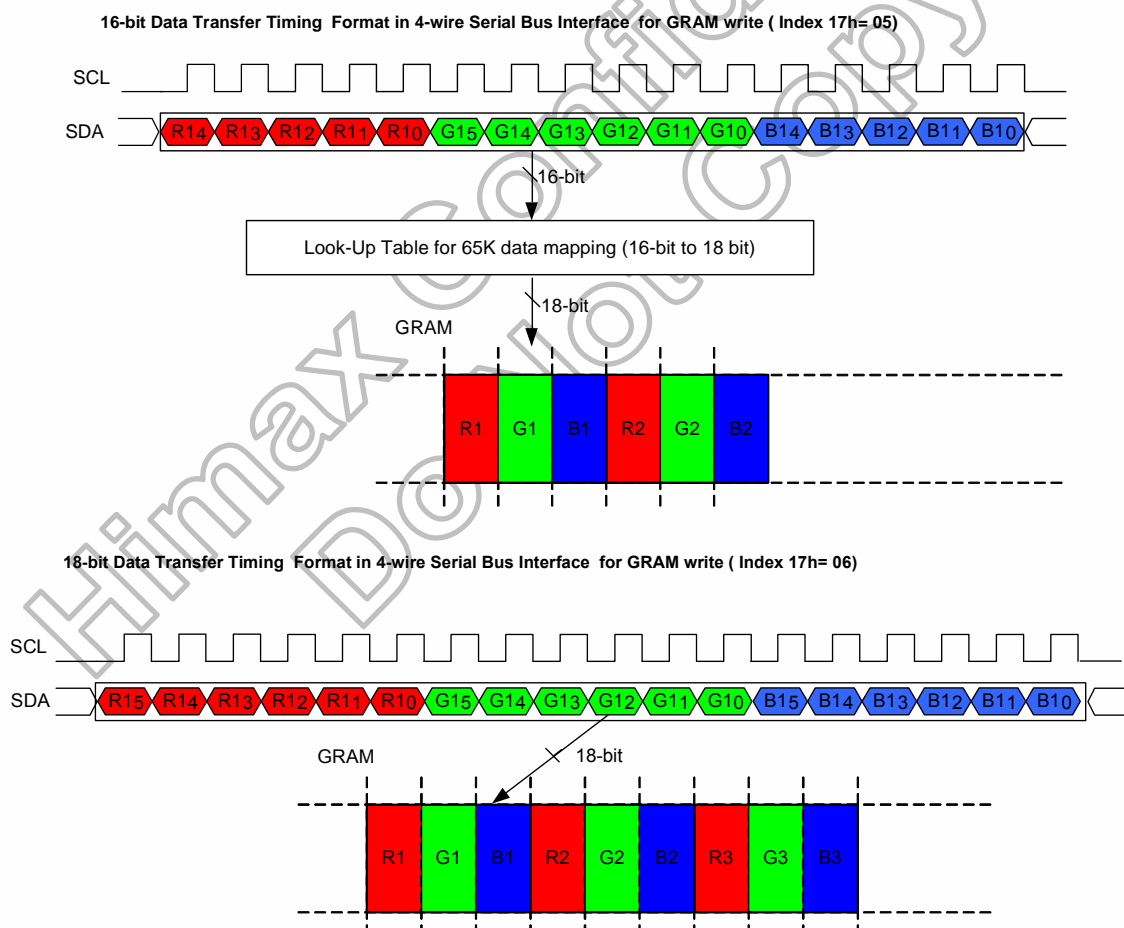 16-bit Data Transfer Timing Format in 4-wire Serial Bus Interface for GRAM write ( Index 17h= 05)
SCL
SDA
R14 R13 R12 R11 R10 G15 G14 G13 G12 G11 G10 B14 B13 B12 B11 B10
16-bit
Look-Up Table for 65K data mapping (16-bit to 18 bit)
18-bit
GRAM
R1 G1 B1 R2 G2 B2
18-bit Data Transfer Timing Format in 4-wire Serial Bus Interface for GRAM write ( Index 17h= 06)
SCL
SDA
R15 R14 R13 R12 R11 R10 G15 G14 G13 G12 G11 G10 B15 B14 B13 B12 B11 B10
GRAM
18-bit
R1 G1 B1 R2 G2 B2 R3 G3 B3
Himax
Do Not Copy